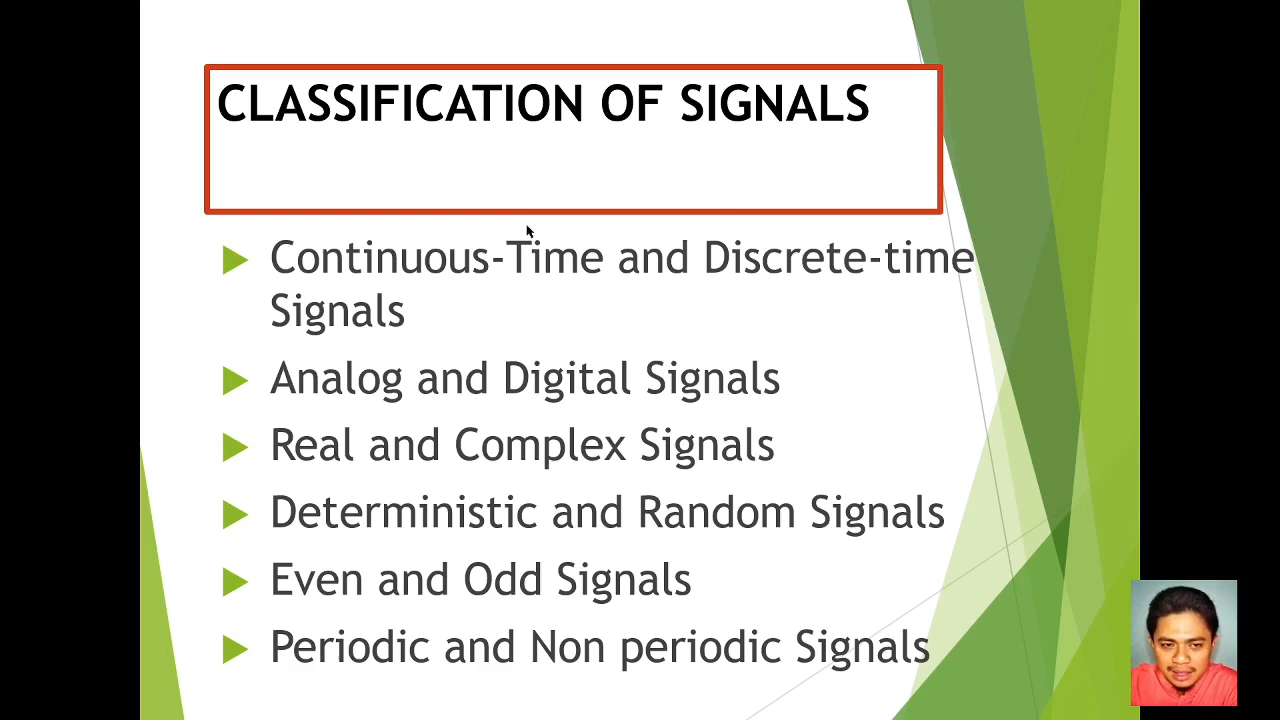 CLASSIFICATION OF SIGNALS
Continuous-Time and Discrete-time
Signals
Analog and Digital Signals
Real and Complex Signals
Deterministic and Random Signals
Even and Odd Signals
Periodic and Non periodic Signals